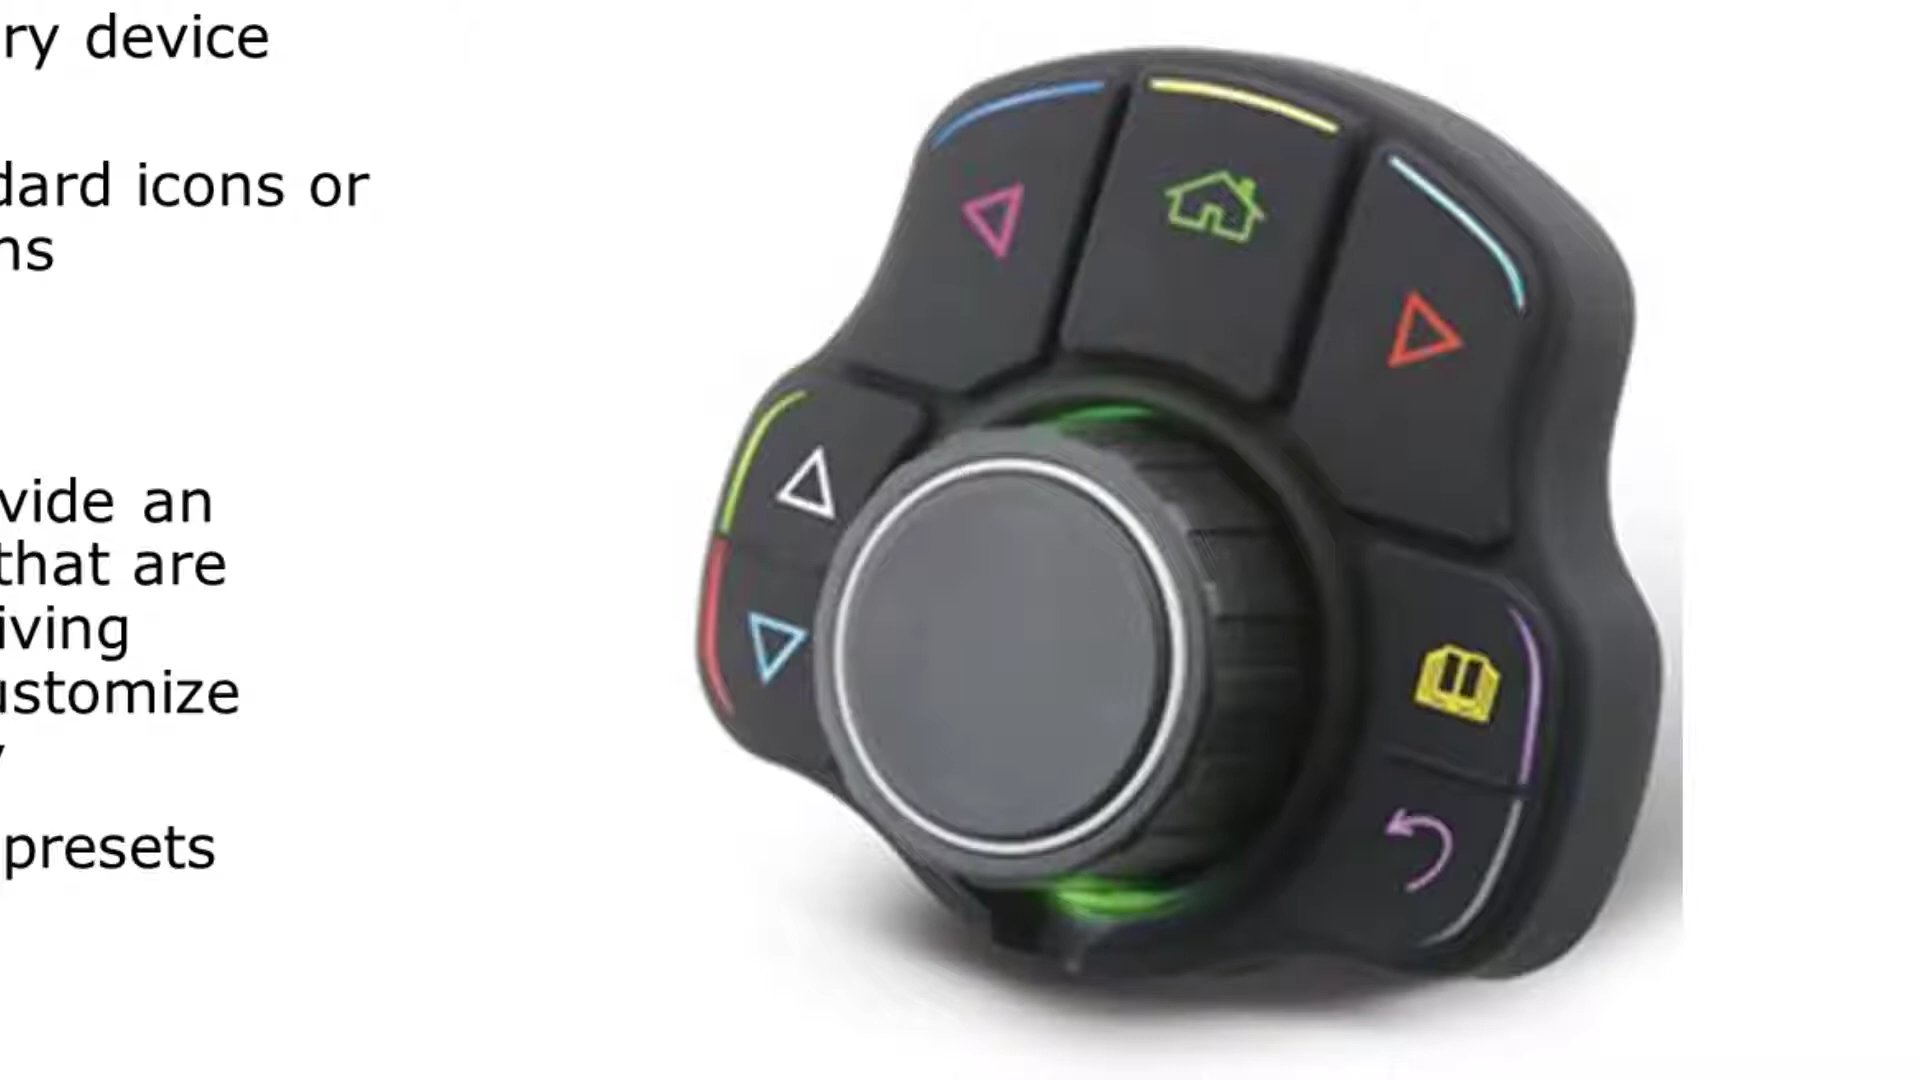 ry device
dard icons or
ns
vide an
that are
iving
ustomize
y
presets